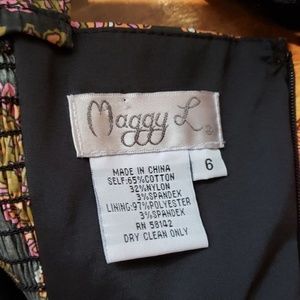 Maggy L
6
MADE IN CHINA
SELF:65%COTTON
32%NYLON
3%SPANDEX
LINING:97%POLYESTER
3%SPANDEX
RN 58142
DRY CLEAN ONLY